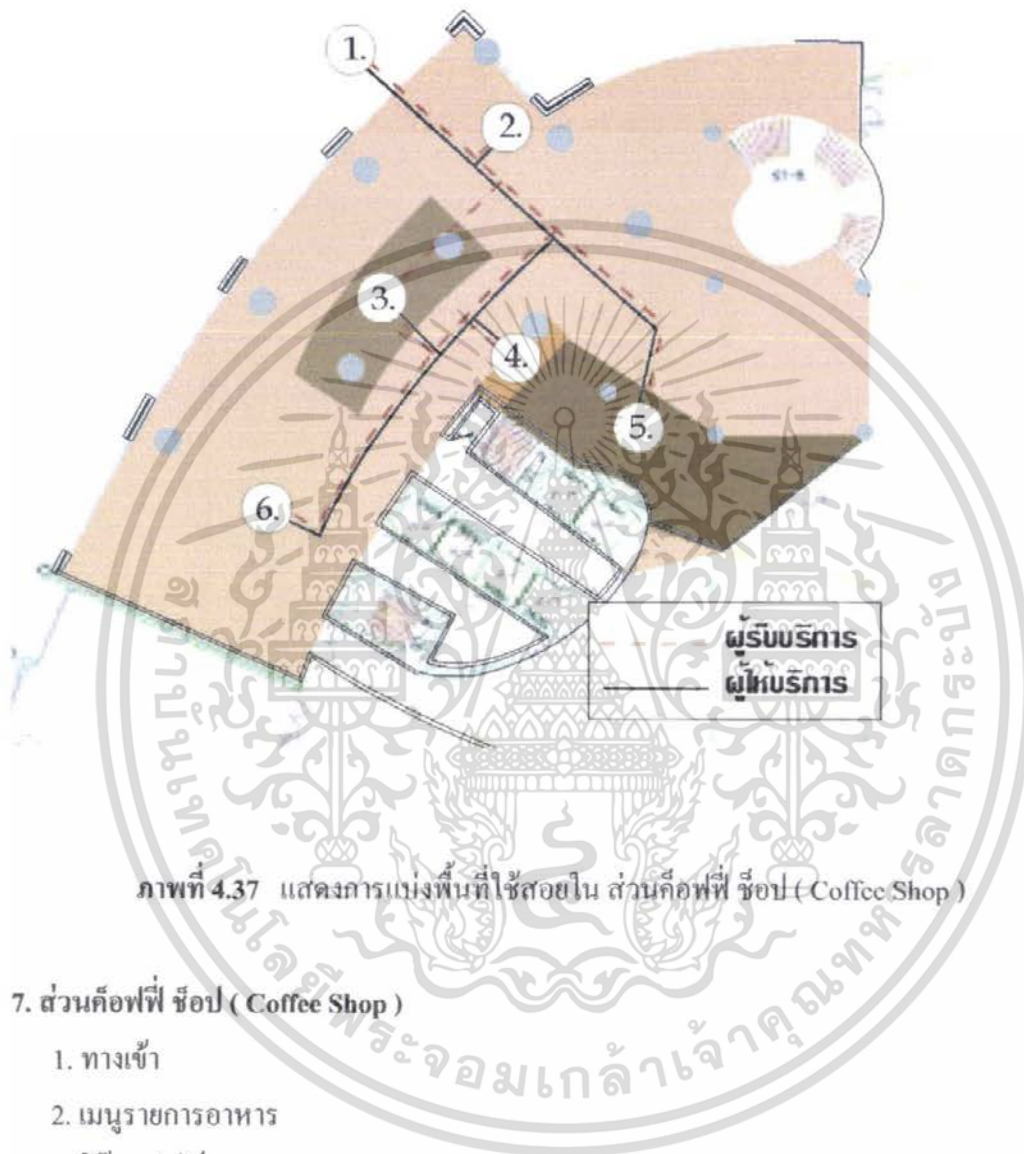 1.
2.
ST-B
3.
4.
5.
6.
ผู้รับบริการ
ผู้ให้บริการ
ภาพที่ 4.37 แสดงการแบ่งพื้นที่ใช้สอยใน ส่วนค็อฟฟี่ ช็อป ( Coffee Shop )
7. ส่วนค็อฟฟี่ ช็อป ( Coffee Shop )
1. ทางเข้า
2. เมนูรายการอาหาร